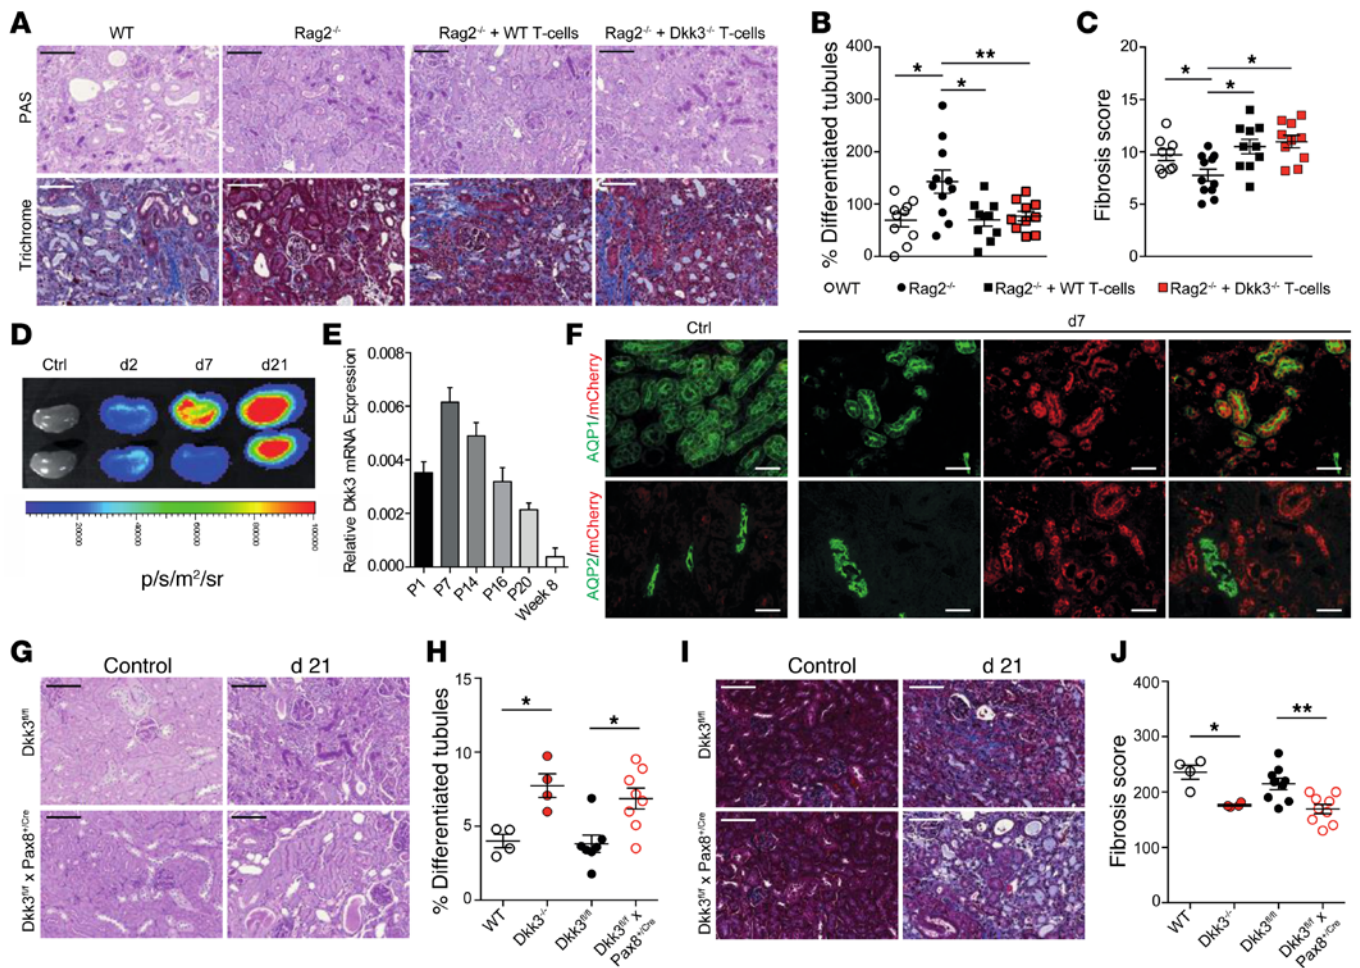 A
WT
Rag2-/-
Rag2-/- + WT T-cells
Rag2-/- + Dkk3-/- T-cells
PAS
Trichrome
B
% Differentiated tubules
400
300
200
100
0
*
**
*
C
Fibrosis score
20
15
10
5
0
*
*
*
WT
Rag2-/-
Rag2-/- + WT T-cells
Rag2-/- + Dkk3-/- T-cells
D
Ctrl
d2
d7
d21
20000
40000
60000
80000
100000
p/s/m2/sr
E
Relative Dkk3 mRNA Expression
0.008
0.006
0.004
0.002
0.000
P1
P7
P14
P16
P20
Week 8
F
Ctrl
d7
AQP1/mCherry
AQP2/mCherry
G
Control
d 21
Dkk3fl/fl
Dkk3fl/f x Pax8+/Cre
H
% Differentiated tubules
15
10
5
0
*
*
WT
Dkk3-/-
Dkk3fl/fl
Dkk3fl/f x
Pax8+/Cre
I
Control
d 21
Dkk3fl/fl
Dkk3fl/f x Pax8+/Cre
J
Fibrosis score
400
300
200
100
0
*
**
WT
Dkk3-/-
Dkk3fl/fl
Dkk3fl/f x
Pax8+/Cre